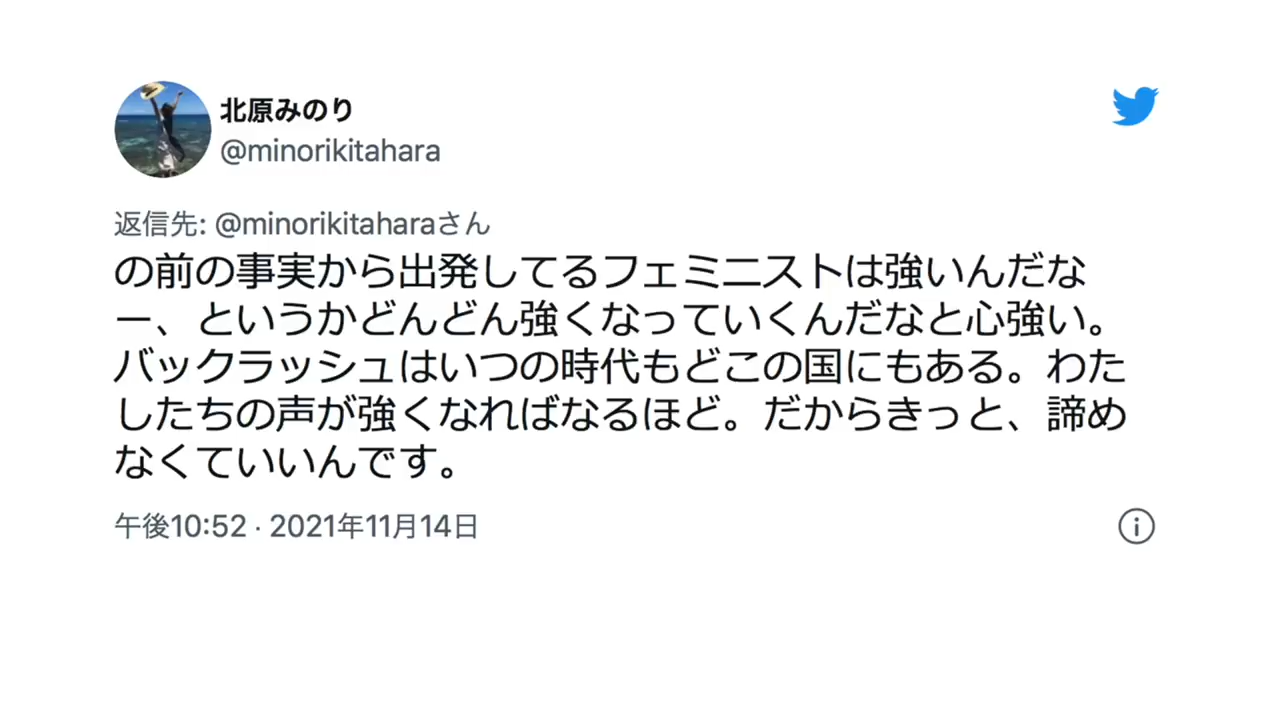 北原みのり
@minorikitahara
返信先: @minorikitaharaさん
の前の事実から出発してるフェミニストは強いんだな
ー、というかどんどん強くなっていくんだなと心強い。
バックラッシュはいつの時代もどこの国にもある。わた
したちの声が強くなればなるほど。だからきっと、諦め
なくていいんです。
午後10:52 · 2021年11月14日